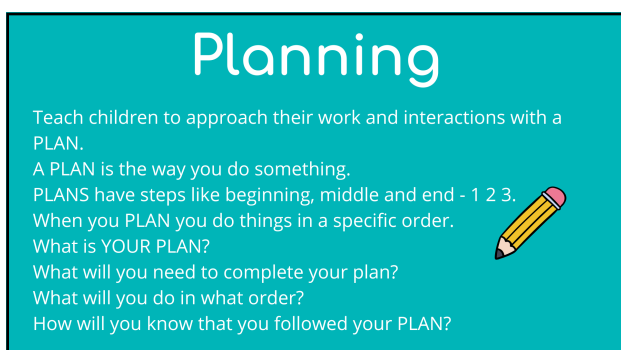 Planning
Teach children to approach their work and interactions with a
PLAN.
A PLAN is the way you do something.
PLANS have steps like beginning, middle and end - 1 2 3.
When you PLAN you do things in a specific order.
What is YOUR PLAN?
What will you need to complete your plan?
What will you do in what order?
How will you know that you followed your PLAN?